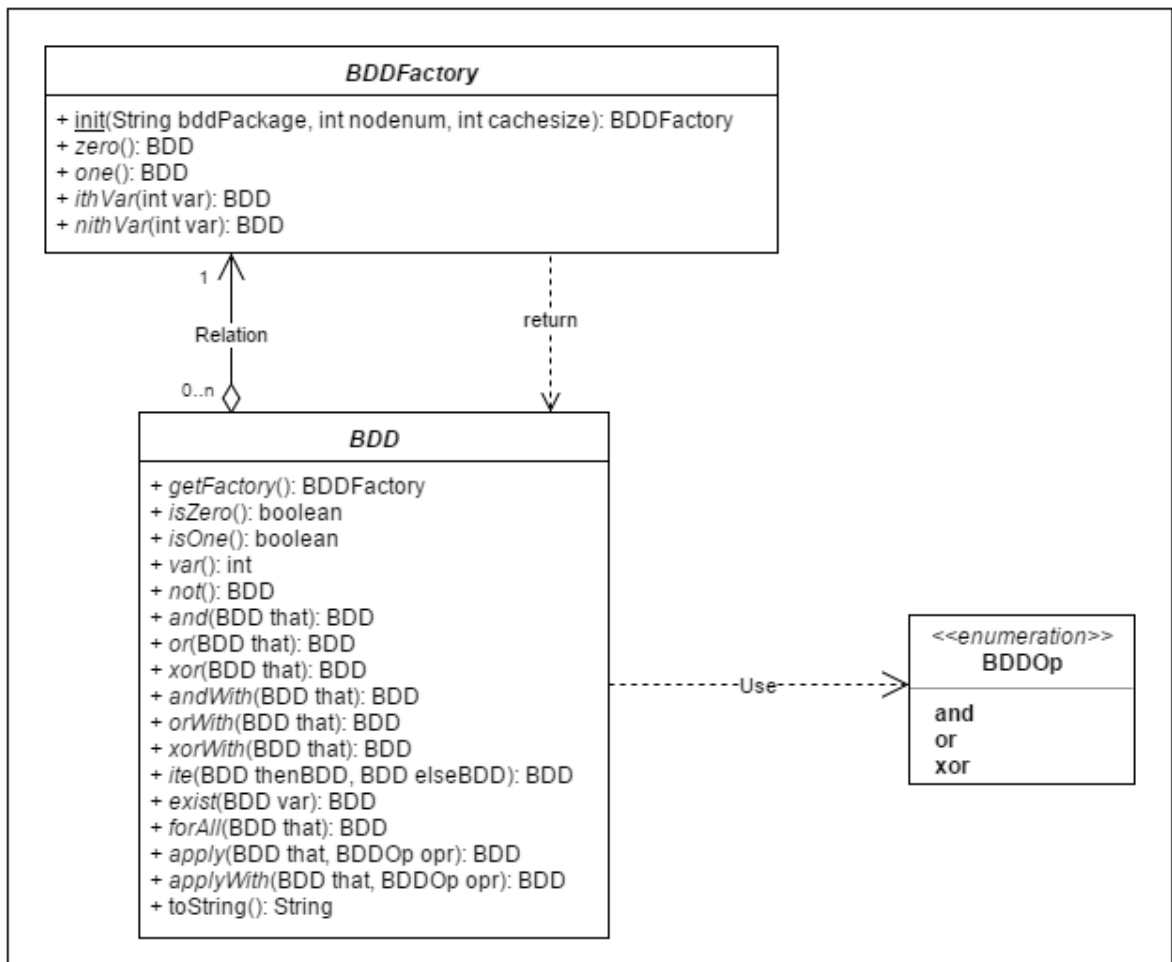 BDDFactory
+ init(String bddPackage, int nodenum, int cachesize): BDDFactory
+ zero(): BDD
+ one(): BDD
+ ithVar(int var): BDD
+ nithVar(int var): BDD
1
Relation
return
0..n
BDD
+ getFactory(): BDDFactory
+ isZero(): boolean
+ isOne(): boolean
+ var(): int
+ not(): BDD
+ and(BDD that): BDD
+ or(BDD that): BDD
+ xor(BDD that): BDD
+ andWith(BDD that): BDD
+ orWith(BDD that): BDD
+ xorWith(BDD that): BDD
+ ite(BDD thenBDD, BDD elseBDD): BDD
+ exist(BDD var): BDD
+ forAll(BDD that): BDD
+ apply(BDD that, BDDOp opr): BDD
+ applyWith(BDD that, BDDOp opr): BDD
+ toString(): String
Use
<<enumeration>>
BDDOp
and
or
xor